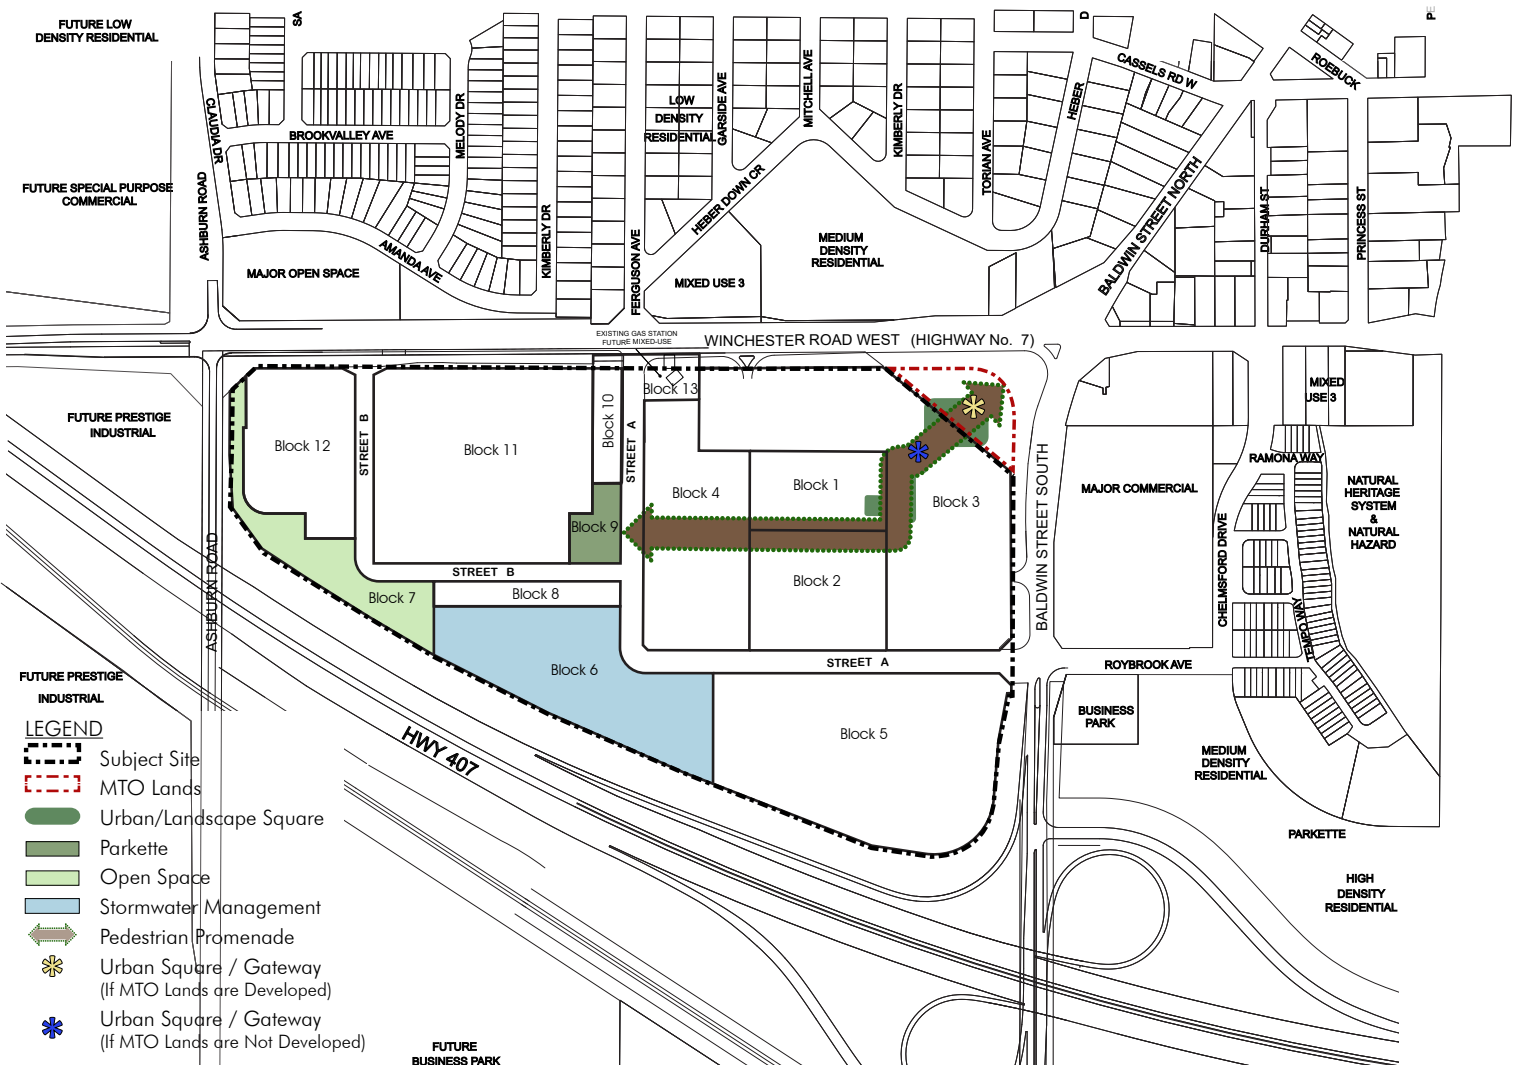 FUTURE LOW
DENSITY RESIDENTIAL
SA
D
CLAUDIA DR
BROOKVALLEY AVE
MELODY DR
LOW
DENSITY
RESIDENTIAL
GARSIDE AVE
MITCHELL AVE
KIMBERLY DR
TORIAN AVE
HEBER
CASSELS RD W
ROEBUCK
FUTURE SPECIAL PURPOSE
COMMERCIAL
ASHBURN ROAD
AMANDA AVE
MAJOR OPEN SPACE
KIMBERLY DR
FERGUSON AVE
HEBER DOWN CR
MIXED USE 3
MEDIUM
DENSITY
RESIDENTIAL
BALDWIN STREET NORTH
DURHAM ST
PRINCESS ST
EXISTING GAS STATION
FUTURE MIXED-USE
WINCHESTER ROAD WEST (HIGHWAY No. 7)
FUTURE PRESTIGE
INDUSTRIAL
Block 12
STREET B
Block 11
Block 10
STREET A
Block 13
Block 4
Block 1
Block 3
Block 9
Block 2
STREET B
Block 8
Block 7
Block 6
STREET A
Block 5
ASHBURN ROAD
BALDWIN STREET SOUTH
MAJOR COMMERCIAL
MIXED
USE 3
RAMONA WAY
CHELMSFORD DRIVE
TEMPO WAY
NATURAL
HERITAGE
SYSTEM
&
NATURAL
HAZARD
ROYBROOK AVE
BUSINESS
PARK
MEDIUM
DENSITY
RESIDENTIAL
PARKETTE
HIGH
DENSITY
RESIDENTIAL
HWY 407
FUTURE PRESTIGE
INDUSTRIAL
LEGEND
Subject Site
MTO Lands
Urban/Landscape Square
Parkette
Open Space
Stormwater Management
Pedestrian Promenade
Urban Square / Gateway
(If MTO Lands are Developed)
Urban Square / Gateway
(If MTO Lands are Not Developed)
FUTURE
BUSINESS PARK